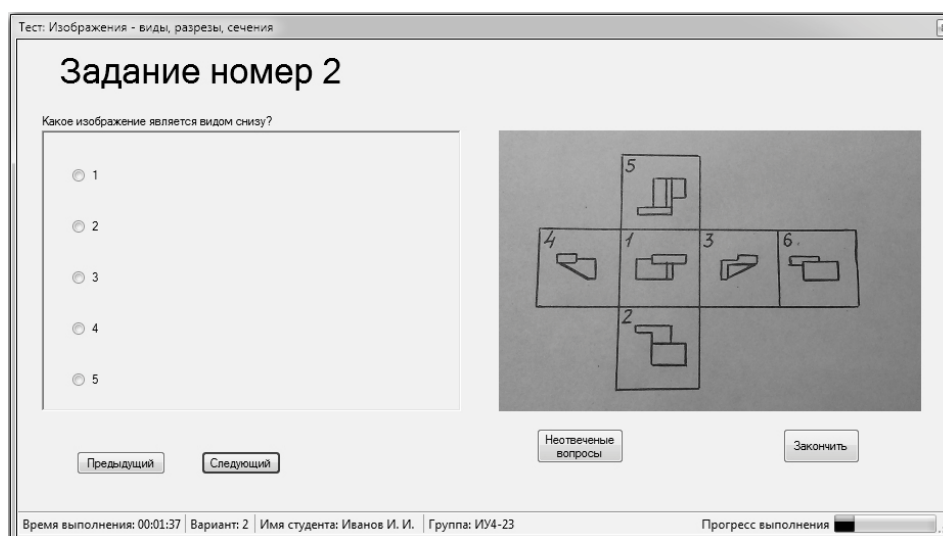 Тест: Изображения - виды, разрезы, сечения
Задание номер 2
Какое изображение является видом снизу?
1
2
3
4
5
5
4 1 3 6.
2
Неотвеченые
вопросы
Закончить
Предыдущий
Следующий
Время выполнения: 00:01:37 Вариант: 2 Имя студента: Иванов И. И. Группа: ИУ4-23 Прогресс выполнения